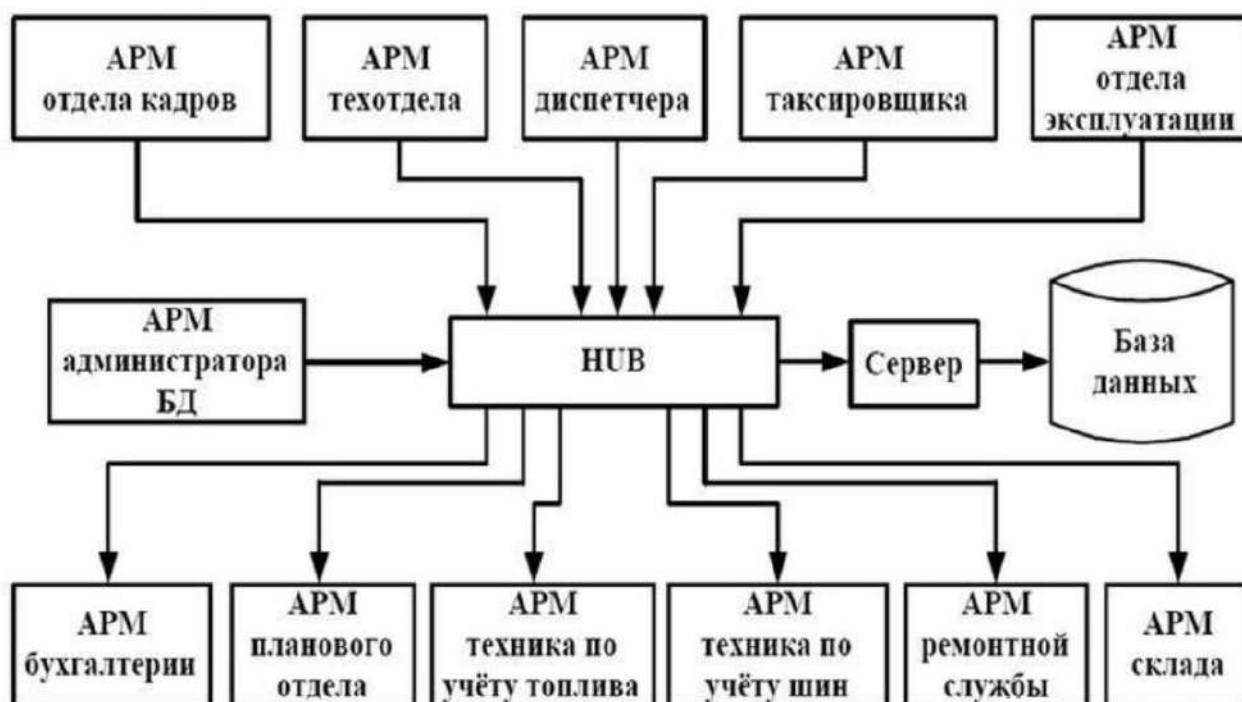 АРМ
отдела кадров
АРМ
техотдела
АРМ
диспетчера
АРМ
таксировщика
АРМ
отдела
эксплуатации
АРМ
администратора
БД
HUB
Сервер
База
данных
АРМ
бухгалтерии
АРМ
планового
отдела
АРМ
техника по
учёту топлива
АРМ
техника по
учёту шин
АРМ
ремонтной
службы
АРМ
склада